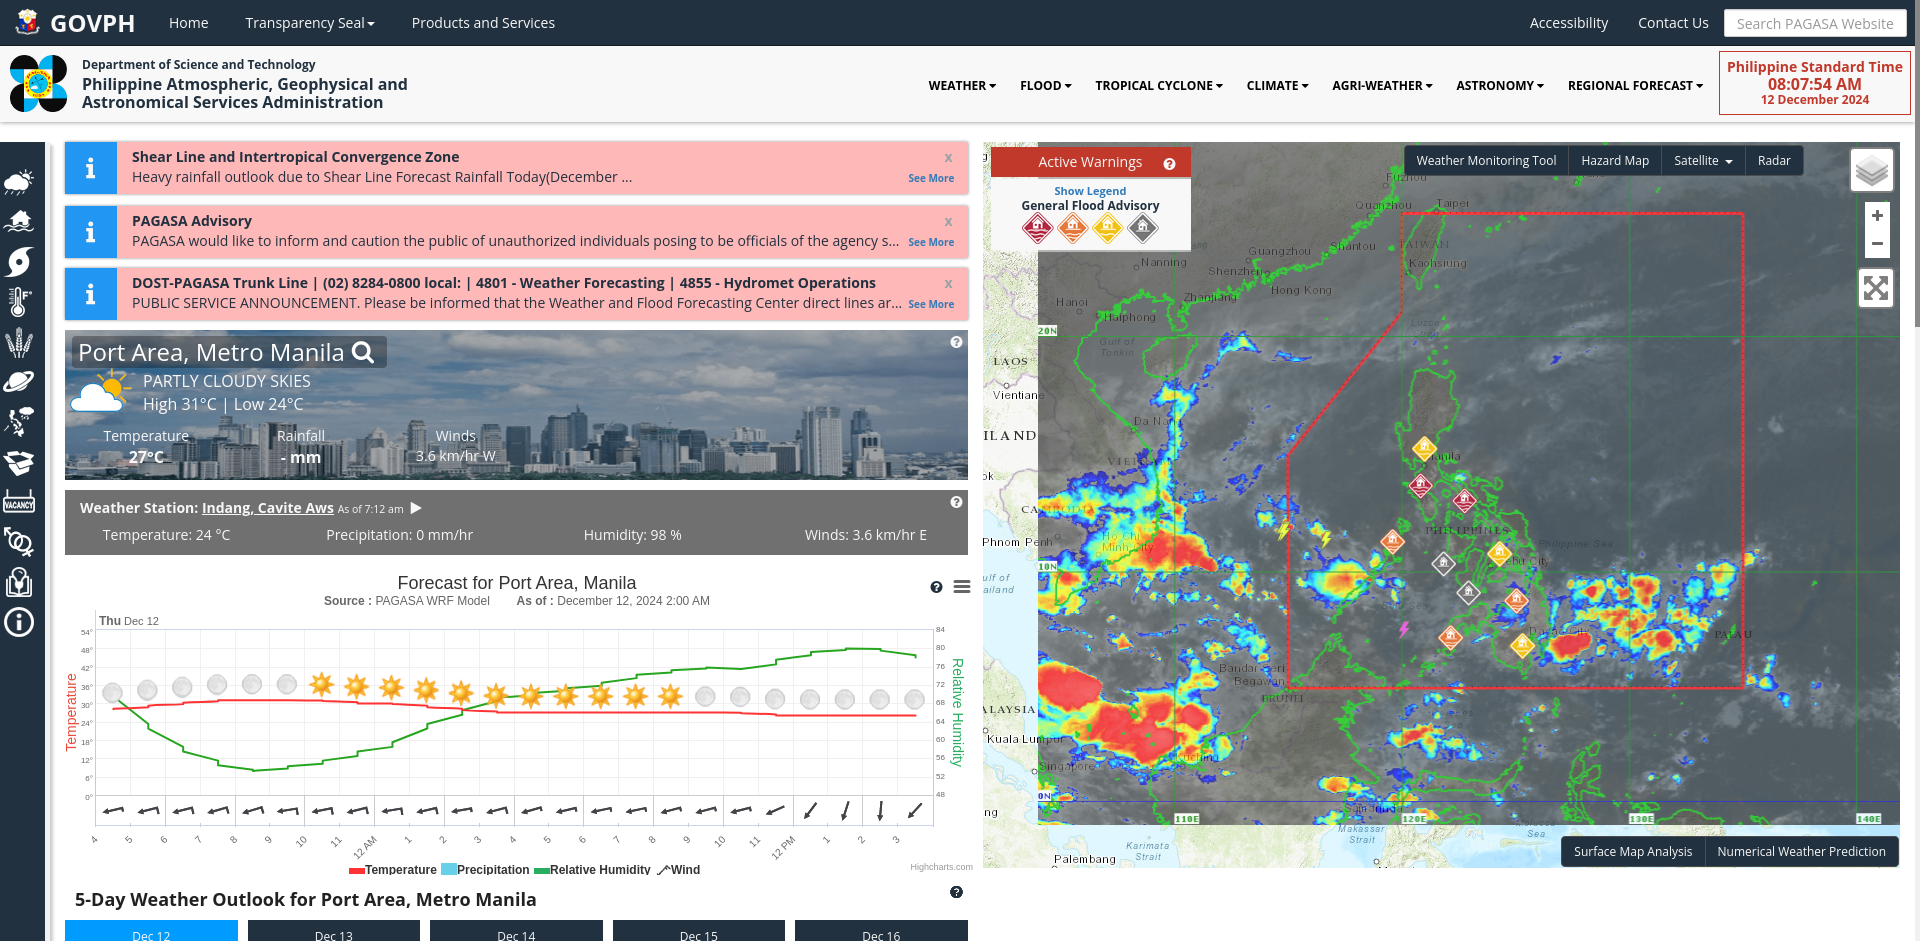 GOVPH
Home
Transparency Seal
Products and Services
Accessibility
Contact Us
Search PAGASA Website
Department of Science and Technology
Philippine Atmospheric, Geophysical and
Astronomical Services Administration
WEATHER
FLOOD
TROPICAL CYCLONE
CLIMATE
AGRI-WEATHER
ASTRONOMY
REGIONAL FORECAST
Philippine Standard Time
08:07:54 AM
12 December 2024
VACANCY
Shear Line and Intertropical Convergence Zone
x
Heavy rainfall outlook due to Shear Line Forecast Rainfall Today(December ...
See More
PAGASA Advisory
x
PAGASA would like to inform and caution the public of unauthorized individuals posing to be officials of the agency s...
See More
DOST-PAGASA Trunk Line | (02) 8284-0800 local: | 4801 - Weather Forecasting | 4855 - Hydromet Operations
x
PUBLIC SERVICE ANNOUNCEMENT. Please be informed that the Weather and Flood Forecasting Center direct lines ar...
See More
Port Area, Metro Manila
PARTLY CLOUDY SKIES
High 31°C | Low 24°C
Temperature
Rainfall
Winds
27°C
- mm
3.6 km/hr W
Weather Station: Indang, Cavite Aws As of 7:12 am
Temperature: 24 °C
Precipitation: 0 mm/hr
Humidity: 98 %
Winds: 3.6 km/hr E
Forecast for Port Area, Manila
Source : PAGASA WRF Model
As of : December 12, 2024 2:00 AM
Thu Dec 12
Temperature
54°
48°
42°
36°
30°
24°
18°
12°
6°
0°
84
80
76
72
68
64
60
56
52
48
Relative Humidity
4
5
6
7
8
9
10
11
12 AM
1
2
3
4
5
6
7
8
9
10
11
12 PM
1
2
3
Temperature
Precipitation
Relative Humidity
Wind
Highcharts.com
5-Day Weather Outlook for Port Area, Metro Manila
Dec 12
Dec 13
Dec 14
Dec 15
Dec 16
Active Warnings
Show Legend
General Flood Advisory
Weather Monitoring Tool
Hazard Map
Satellite
Radar
+
−
Fuzhou
Quanzhou
Taipei
TAIWAN
Shantou
Guangzhou
Kaohsiung
Nanning
Shenzhen
Hong Kong
Hanoi
Zhanjiang
Haiphong
20N
Gulf of
Tonkin
LAOS
Vientiane
Da Nang
ILAND
Manila
VIETNAM
ok
CAMBODIA
PHILIPPINES
Phnom Penh
Ho Chi
Minh City
Philippine Sea
Cebu City
10N
ulf of
ailand
Davao City
PALAU
Bandar Seri
Begawan
BRUNEI
ALAYSIA
Kuala Lumpur
Kuching
Singapore
0N
Samarinda
ng
110E
120E
130E
140E
Makassar
Strait
Molucca
Sea
Karimata
Strait
Palembang
Surface Map Analysis
Numerical Weather Prediction